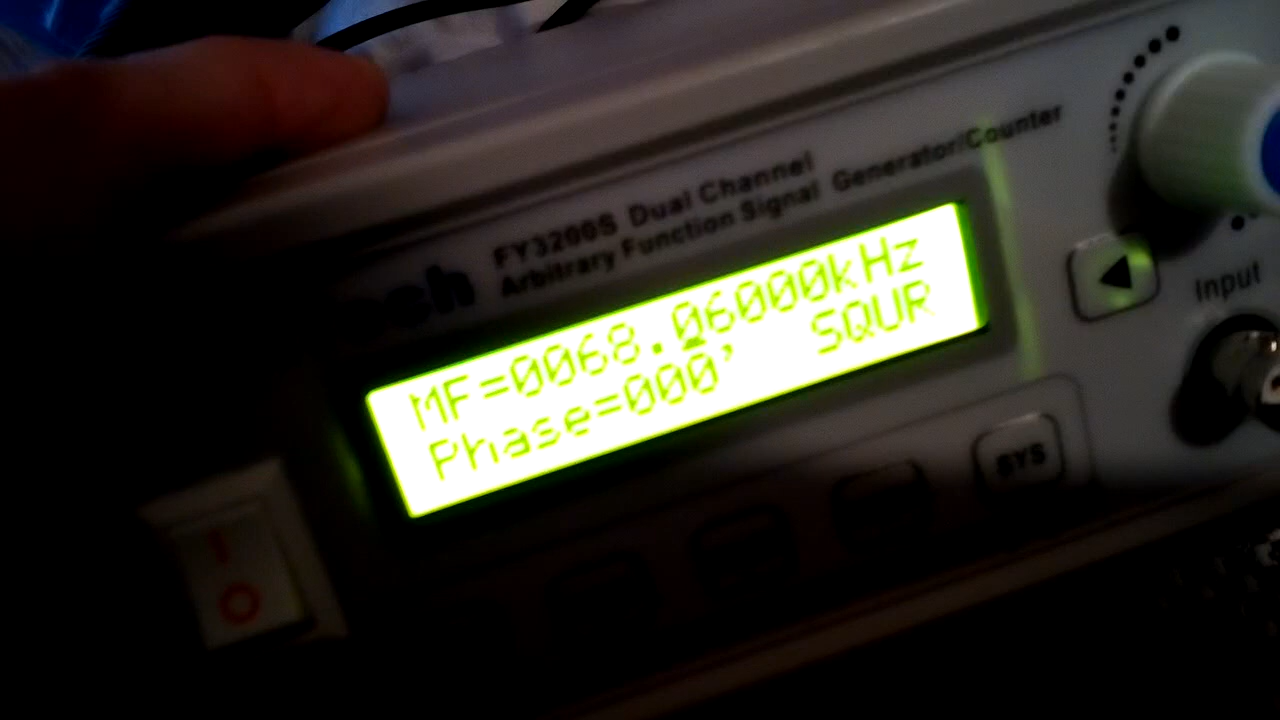 FY3200S Dual Channel
Arbitrary Function Signal Generator/Counter
MF=0068.06000kHz
Phase=000' SQUR
Input
SYS
I
O